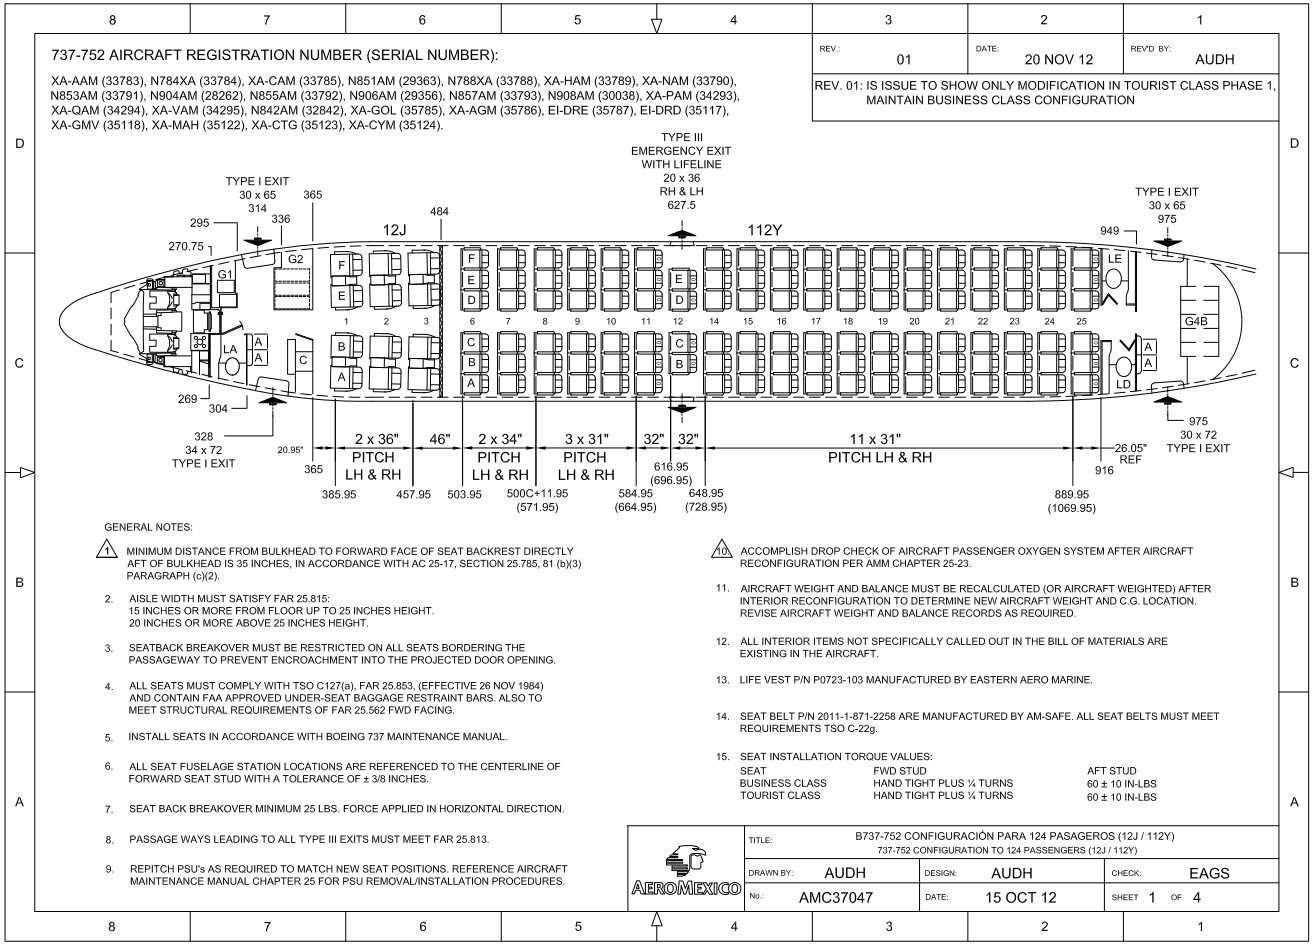 8 7 6 5 4 3 2 1
737-752 AIRCRAFT REGISTRATION NUMBER (SERIAL NUMBER):
XA-AAM (33783), N784XA (33784), XA-CAM (33785), N851AM (29363), N788XA (33788), XA-HAM (33789), XA-NAM (33790),
N853AM (33791), N904AM (28262), N855AM (33792), N906AM (29356), N857AM (33793), N908AM (30038), XA-PAM (34293),
XA-QAM (34294), XA-VAM (34295), N842AM (32842), XA-GOL (35785), XA-AGM (35786), EI-DRE (35787), EI-DRD (35117),
XA-GMV (35118), XA-MAH (35122), XA-CTG (35123), XA-CYM (35124).
REV.: 01
DATE: 20 NOV 12
REV'D BY: AUDH
REV. 01: IS ISSUE TO SHOW ONLY MODIFICATION IN TOURIST CLASS PHASE 1,
MAINTAIN BUSINESS CLASS CONFIGURATION
D D
TYPE III
EMERGENCY EXIT
WITH LIFELINE
20 x 36
RH & LH
627.5
TYPE I EXIT
30 x 65
314
295
270.75
336
365
12J
484
112Y
TYPE I EXIT
30 x 65
975
949
G1
G2
F
E
F
E
D
E
D
LE
1 2 3 6 7 8 9 10 11 12 14 15 16 17 18 19 20 21 22 23 24 25
G4B
LA
A
A
C
B
A
C
B
A
C
B
LD
A
A
C C
269
304
328
34 x 72
TYPE I EXIT
20.95"
365
2 x 36"
PITCH
LH & RH
46"
2 x 34"
PITCH
LH & RH
3 x 31"
PITCH
LH & RH
32"
32"
11 x 31"
PITCH LH & RH
26.05"
REF
916
975
30 x 72
TYPE I EXIT
385.95
457.95
503.95
500C+11.95
(571.95)
584.95
(664.95)
616.95
(696.95)
648.95
(728.95)
889.95
(1069.95)
B B
GENERAL NOTES:
1 MINIMUM DISTANCE FROM BULKHEAD TO FORWARD FACE OF SEAT BACKREST DIRECTLY
AFT OF BULKHEAD IS 35 INCHES, IN ACCORDANCE WITH AC 25-17, SECTION 25.785, 81 (b)(3)
PARAGRAPH (c)(2).
2. AISLE WIDTH MUST SATISFY FAR 25.815:
15 INCHES OR MORE FROM FLOOR UP TO 25 INCHES HEIGHT.
20 INCHES OR MORE ABOVE 25 INCHES HEIGHT.
3. SEATBACK BREAKOVER MUST BE RESTRICTED ON ALL SEATS BORDERING THE
PASSAGEWAY TO PREVENT ENCROACHMENT INTO THE PROJECTED DOOR OPENING.
4. ALL SEATS MUST COMPLY WITH TSO C127(a), FAR 25.853, (EFFECTIVE 26 NOV 1984)
AND CONTAIN FAA APPROVED UNDER-SEAT BAGGAGE RESTRAINT BARS. ALSO TO
MEET STRUCTURAL REQUIREMENTS OF FAR 25.562 FWD FACING.
5. INSTALL SEATS IN ACCORDANCE WITH BOEING 737 MAINTENANCE MANUAL.
6. ALL SEAT FUSELAGE STATION LOCATIONS ARE REFERENCED TO THE CENTERLINE OF
FORWARD SEAT STUD WITH A TOLERANCE OF ± 3/8 INCHES.
7. SEAT BACK BREAKOVER MINIMUM 25 LBS. FORCE APPLIED IN HORIZONTAL DIRECTION.
8. PASSAGE WAYS LEADING TO ALL TYPE III EXITS MUST MEET FAR 25.813.
9. REPITCH PSU's AS REQUIRED TO MATCH NEW SEAT POSITIONS. REFERENCE AIRCRAFT
MAINTENANCE MANUAL CHAPTER 25 FOR PSU REMOVAL/INSTALLATION PROCEDURES.
10. ACCOMPLISH DROP CHECK OF AIRCRAFT PASSENGER OXYGEN SYSTEM AFTER AIRCRAFT
RECONFIGURATION PER AMM CHAPTER 25-23.
11. AIRCRAFT WEIGHT AND BALANCE MUST BE RECALCULATED (OR AIRCRAFT WEIGHTED) AFTER
INTERIOR RECONFIGURATION TO DETERMINE NEW AIRCRAFT WEIGHT AND C.G. LOCATION.
REVISE AIRCRAFT WEIGHT AND BALANCE RECORDS AS REQUIRED.
12. ALL INTERIOR ITEMS NOT SPECIFICALLY CALLED OUT IN THE BILL OF MATERIALS ARE
EXISTING IN THE AIRCRAFT.
13. LIFE VEST P/N P0723-103 MANUFACTURED BY EASTERN AERO MARINE.
14. SEAT BELT P/N 2011-1-871-2258 ARE MANUFACTURED BY AM-SAFE. ALL SEAT BELTS MUST MEET
REQUIREMENTS TSO C-22g.
15. SEAT INSTALLATION TORQUE VALUES:
SEAT FWD STUD AFT STUD
BUSINESS CLASS HAND TIGHT PLUS ¼ TURNS 60 ± 10 IN-LBS
TOURIST CLASS HAND TIGHT PLUS ¼ TURNS 60 ± 10 IN-LBS
A A
AEROMEXICO
TITLE: B737-752 CONFIGURACIÓN PARA 124 PASAGEROS (12J / 112Y)
737-752 CONFIGURATION TO 124 PASSENGERS (12J / 112Y)
DRAWN BY: AUDH DESIGN: AUDH CHECK: EAGS
No.: AMC37047 DATE: 15 OCT 12 SHEET 1 OF 4
8 7 6 5 4 3 2 1